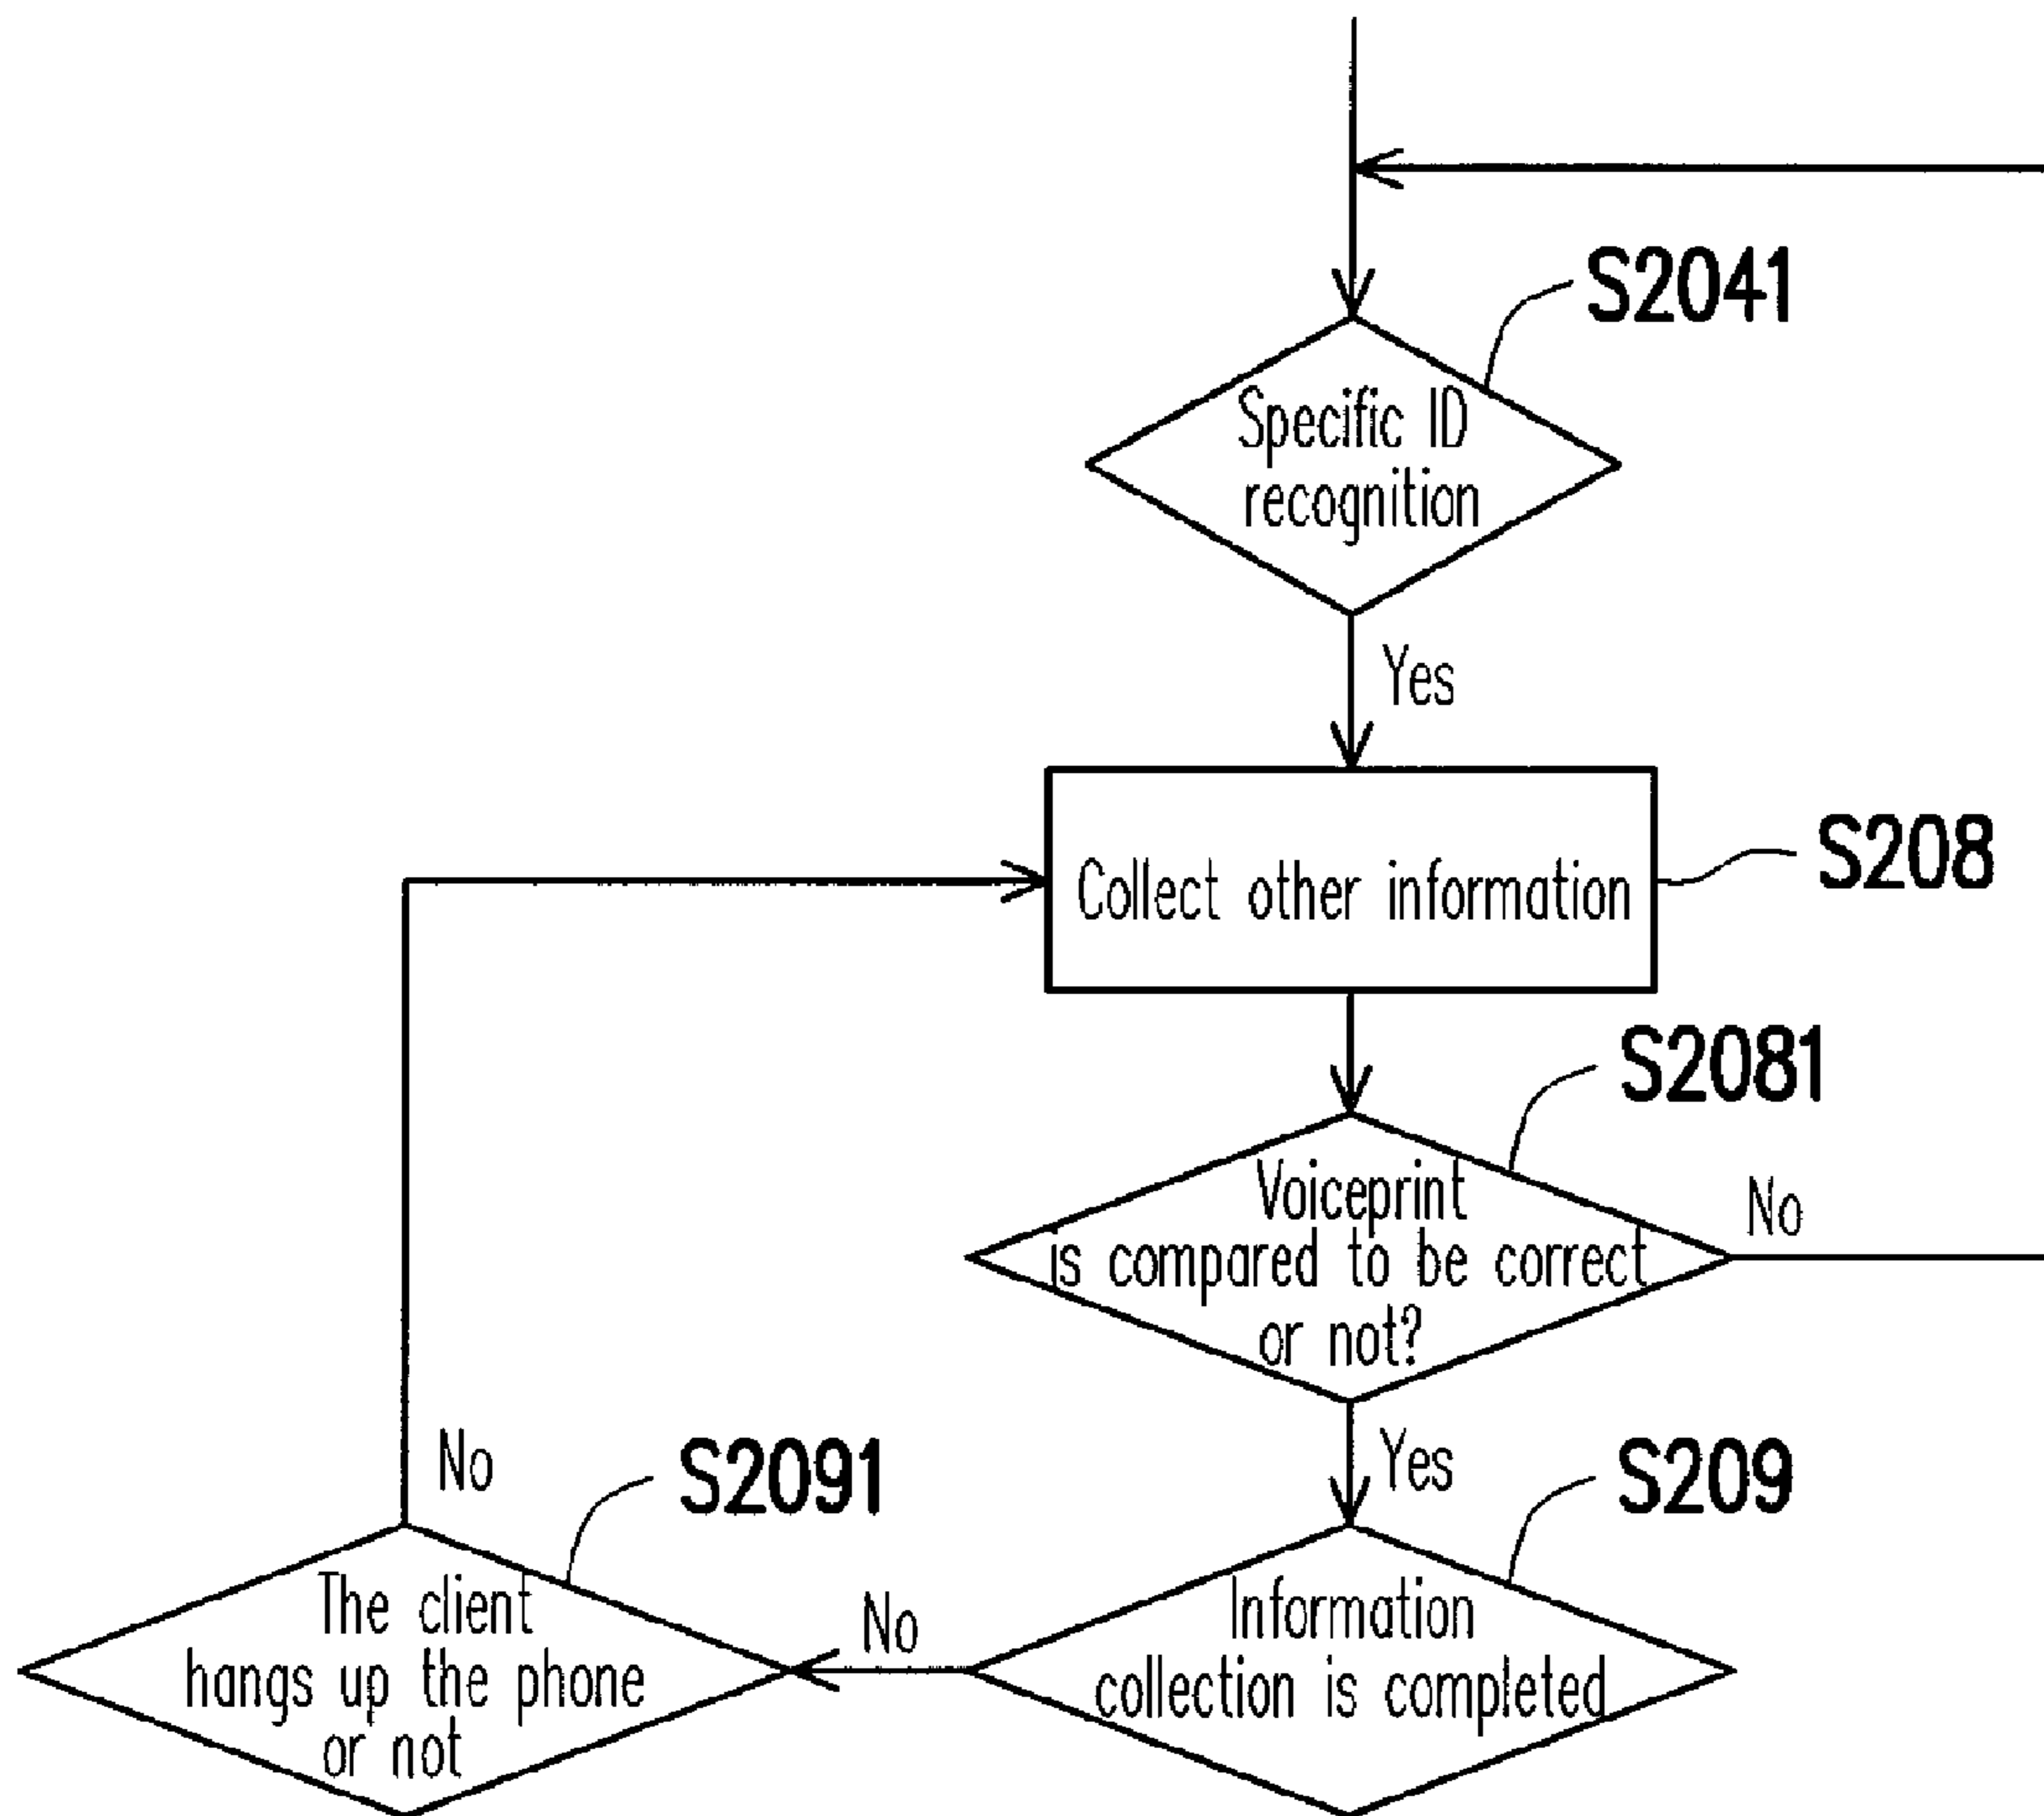 S2041
Specific ID
recognition
Yes
Collect other information
S208
S2081
Voiceprint
is compared to be correct
or not?
No
Yes
No
S2091
S209
The client
hangs up the phone
or not
No
Information
collection is completed